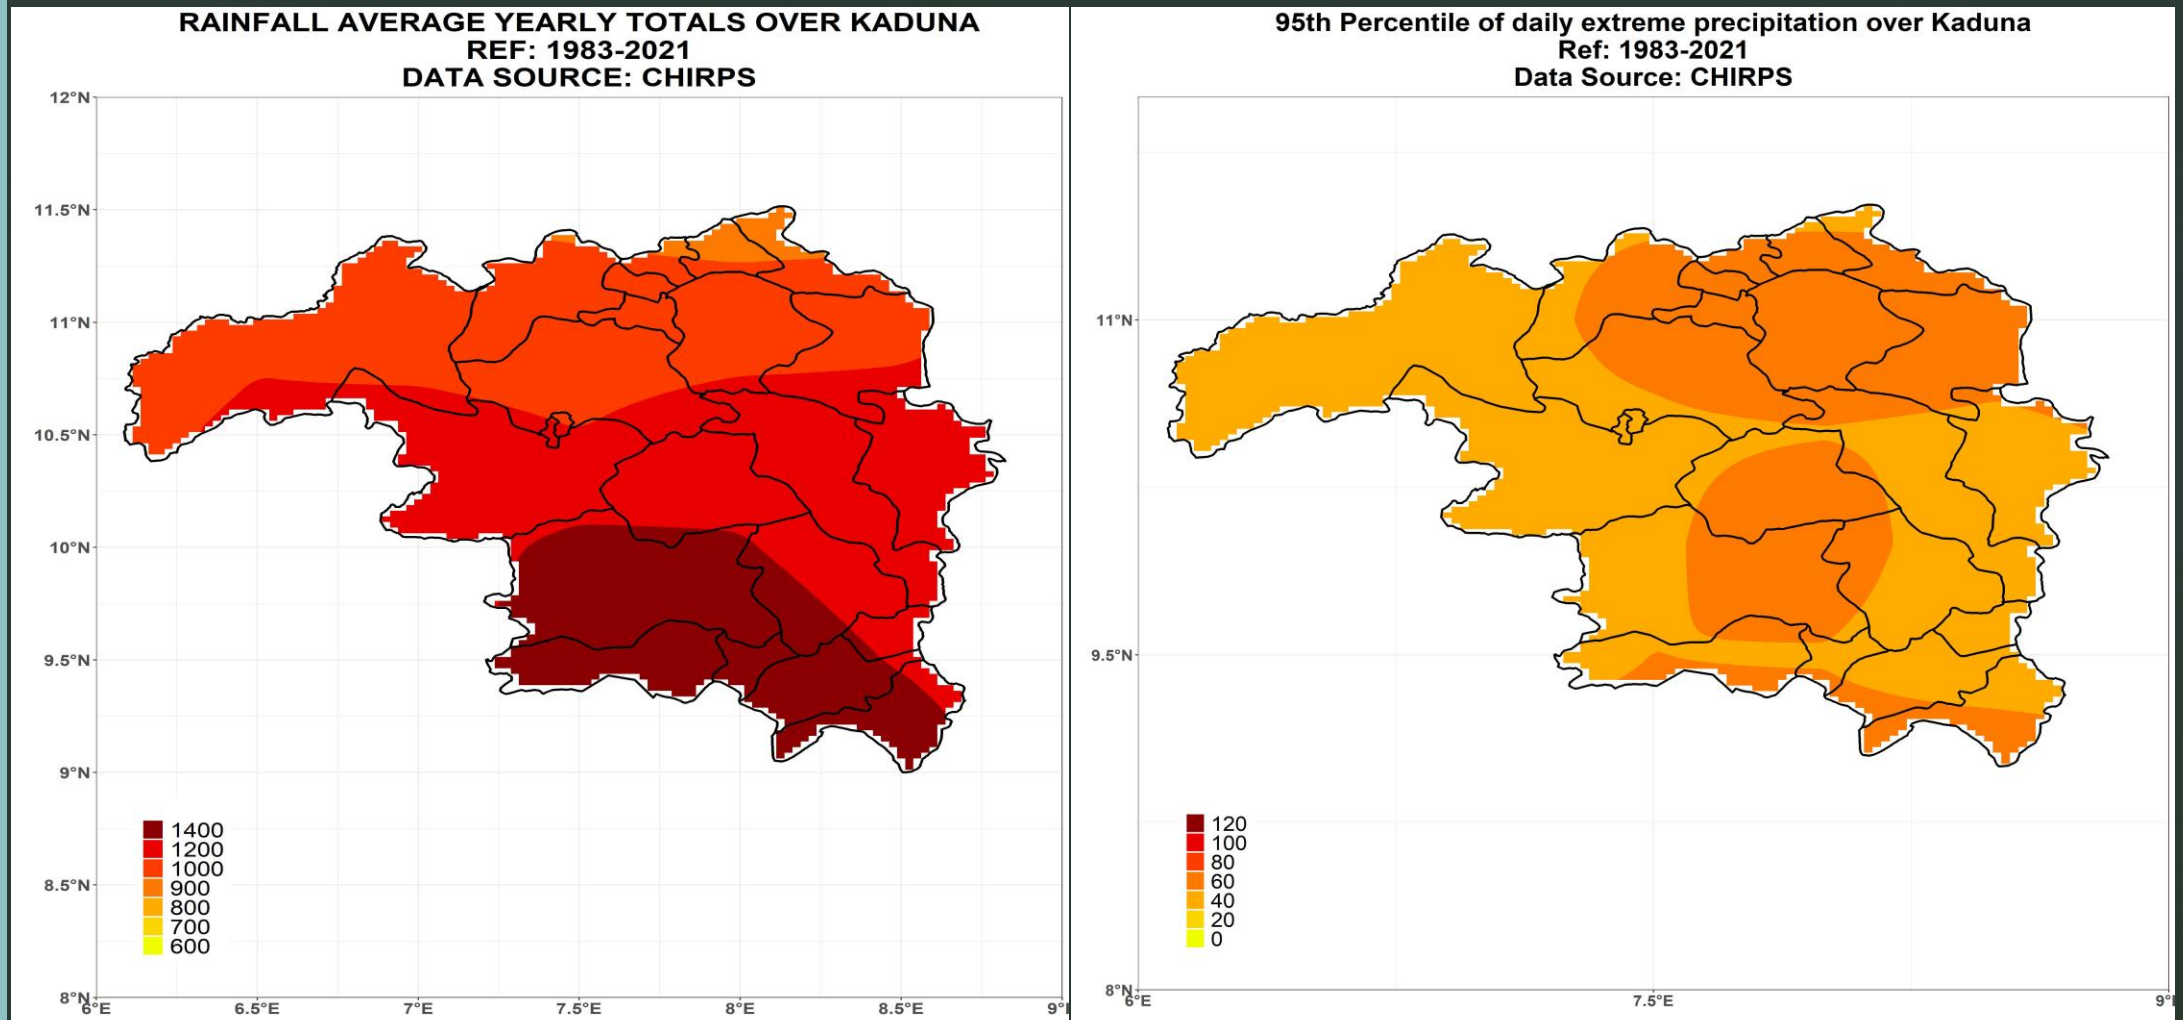 RAINFALL AVERAGE YEARLY TOTALS OVER KADUNA
REF: 1983-2021
DATA SOURCE: CHIRPS
12°N
11.5°N
11°N
10.5°N
10°N
9.5°N
9°N
8.5°N
8°N
1400
1200
1000
900
800
700
600
6°E
6.5°E
7°E
7.5°E
8°E
8.5°E
9°
95th Percentile of daily extreme precipitation over Kaduna
Ref: 1983-2021
Data Source: CHIRPS
11°N
9.5°N
8°N
120
100
80
60
40
20
0
6°E
7.5°E
9°